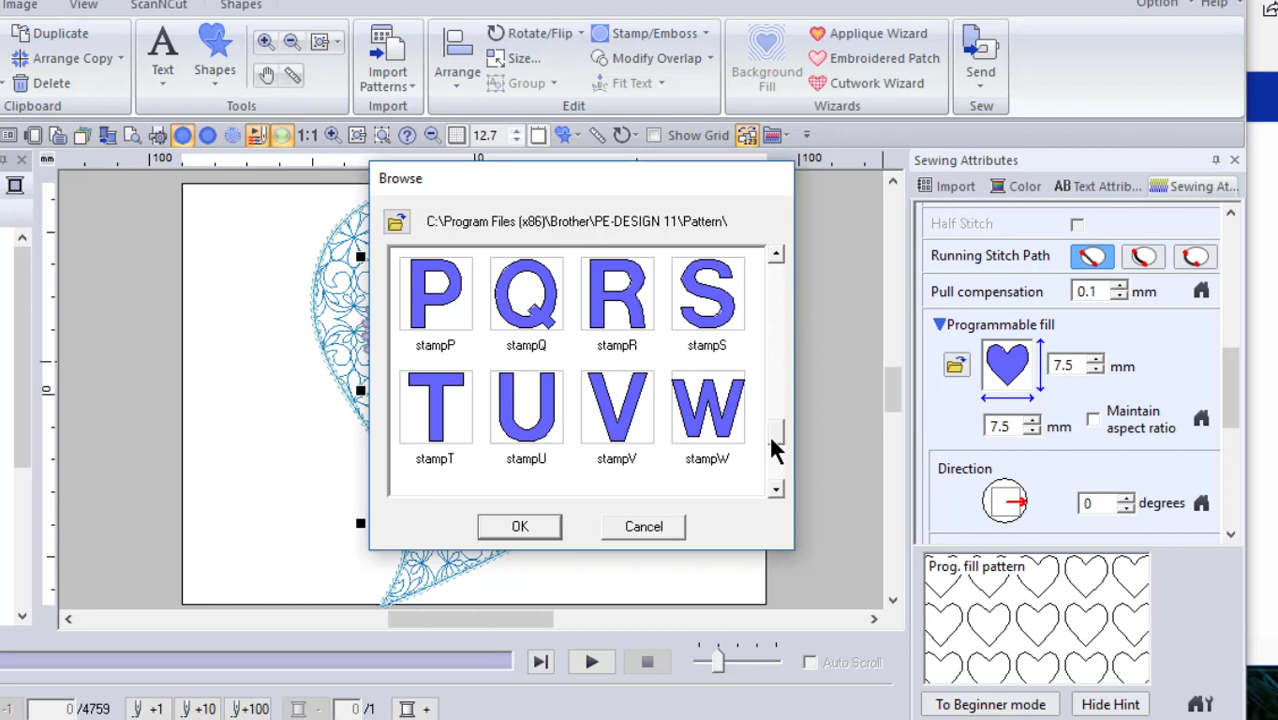 Image View ScanNCut Shapes Option Help
Duplicate
Arrange Copy
Delete
Clipboard
Text
Shapes
Tools
Import
Patterns
Import
Arrange
Rotate/Flip
Size...
Group
Stamp/Emboss
Modify Overlap
Fit Text
Edit
Background
Fill
Applique Wizard
Embroidered Patch
Cutwork Wizard
Wizards
Send
Sew
1:1 12.7 Show Grid
mm 100 0 100
0
Browse
C:\Program Files (x86)\Brother\PE-DESIGN 11\Pattern\
P Q R S
stampP stampQ stampR stampS
T U V W
stampT stampU stampV stampW
OK Cancel
Sewing Attributes
Import Color AB Text Attrib... Sewing At...
Half Stitch
Running Stitch Path
Pull compensation 0.1 mm
Programmable fill
7.5 mm
7.5 mm
Maintain
aspect ratio
Direction
0 degrees
Prog. fill pattern
To Beginner mode Hide Hint
Auto Scroll
-1 0 /4759 +1 +10 +100 - 0 /1 +